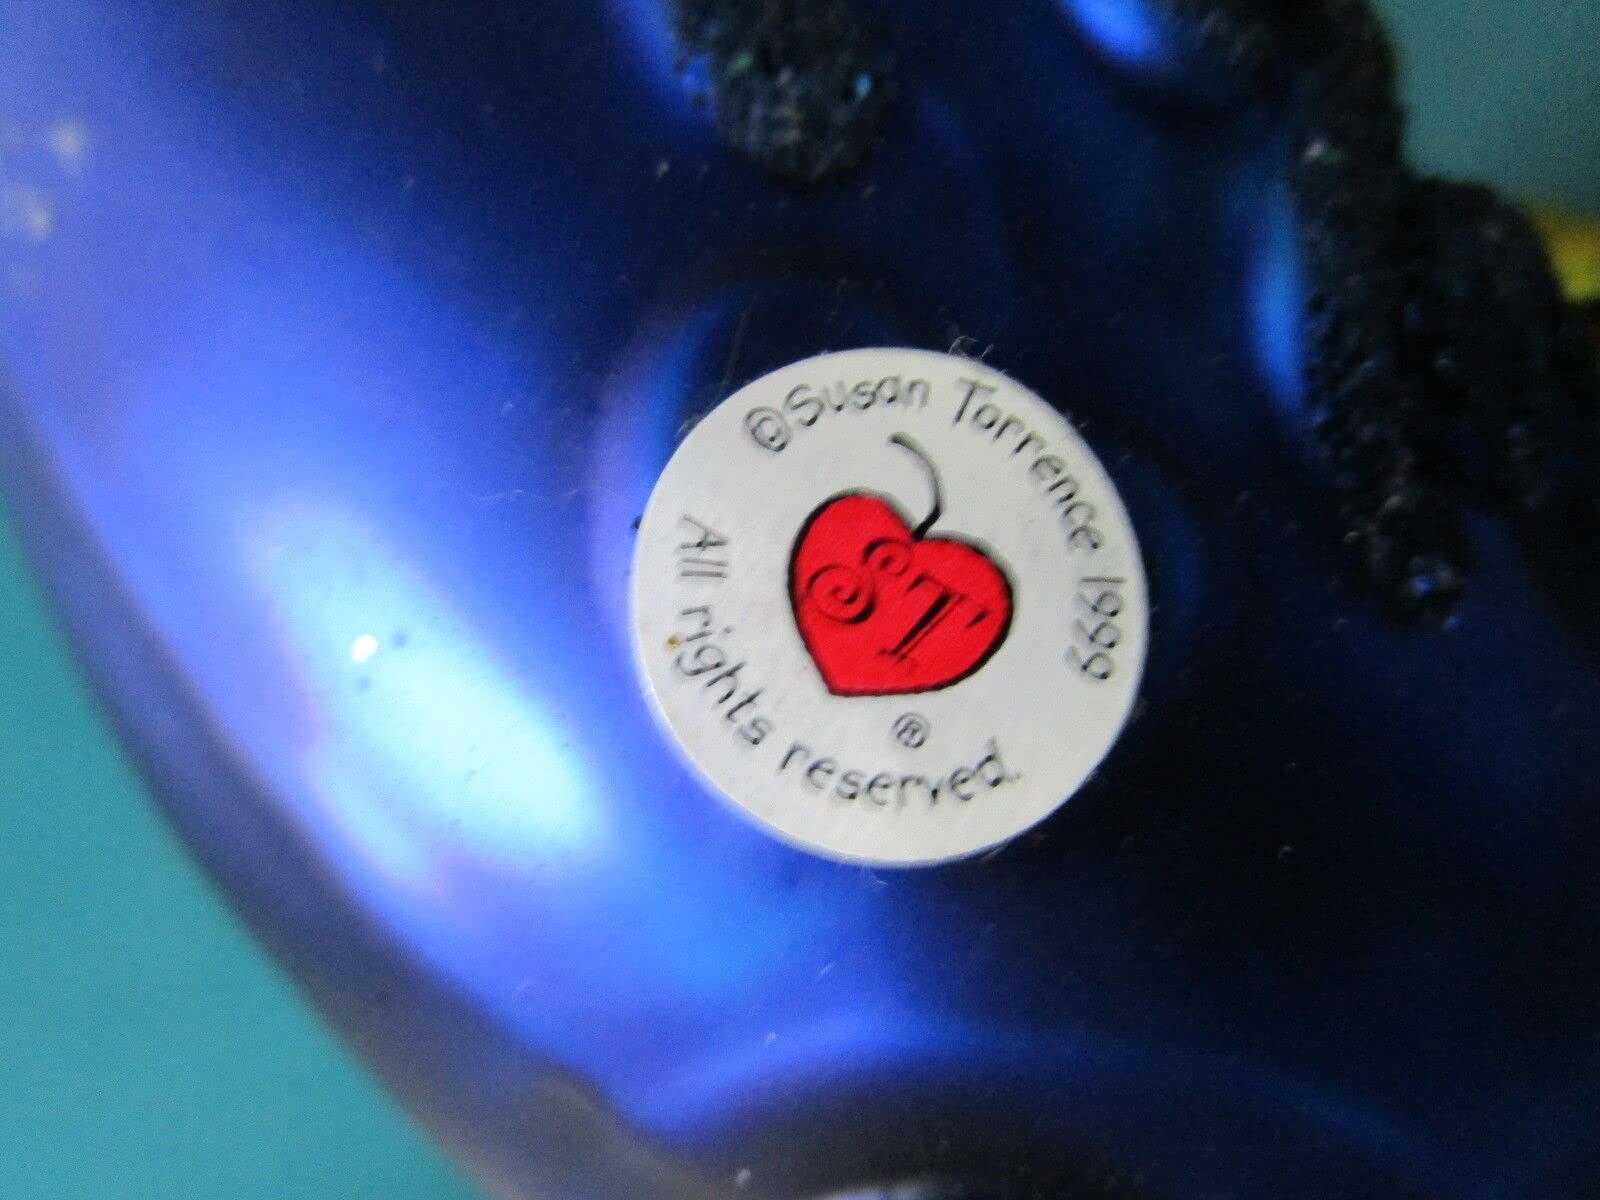 ©Susan Torrence 1999
ST
®
All rights reserved.